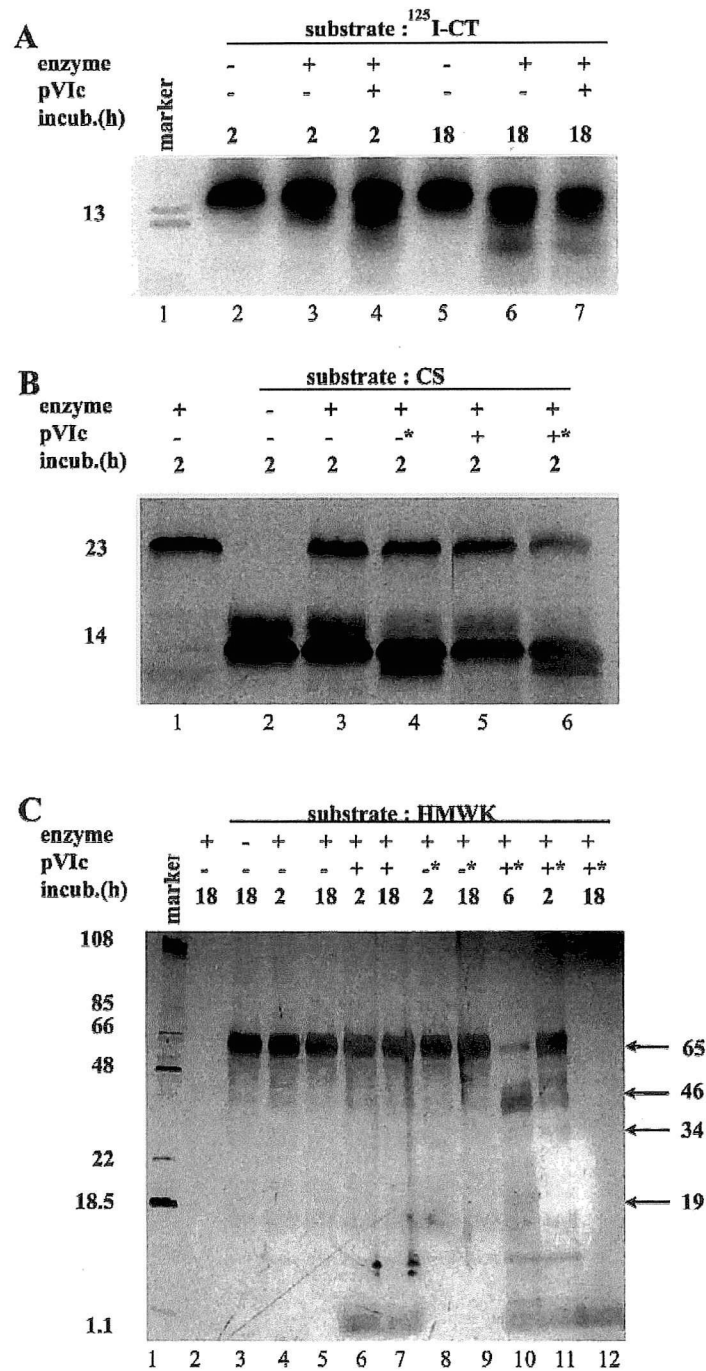 A
substrate : ¹²⁵I-CT
enzyme - + + - + +
pVIc - - + - - +
incub.(h) 2 2 2 18 18 18
marker
13
1 2 3 4 5 6 7
B
substrate : CS
enzyme + - + + + +
pVIc - - - -* + +*
incub.(h) 2 2 2 2 2 2
23
14
1 2 3 4 5 6
C
substrate : HMWK
enzyme + - + + + + + + + + +
pVIc - - - - + + -* -* +* +* +*
incub.(h) 18 18 2 18 2 18 2 18 6 2 18
marker
108
85
66
65
48
46
34
22
18.5
19
1.1
1 2 3 4 5 6 7 8 9 10 11 12